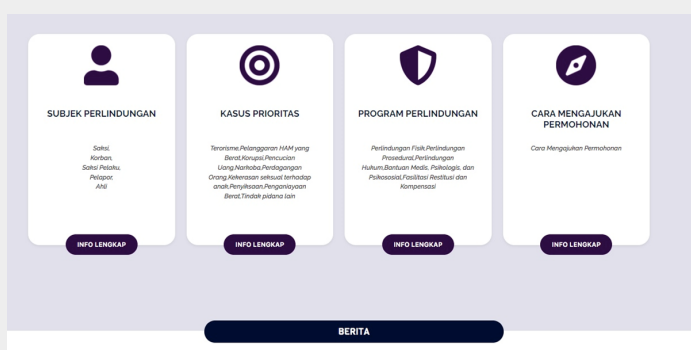 SUBJEK PERLINDUNGAN
Saksi,
Korban,
Saksi Pelaku,
Pelapor,
Ahli
INFO LENGKAP
KASUS PRIORITAS
Terorisme,Pelanggaran HAM yang
Berat,Korupsi,Pencucian
Uang,Narkoba,Perdagangan
Orang,Kekerasan seksual terhadap
anak,Penyiksaan,Penganiayaan
Berat,Tindak pidana lain
INFO LENGKAP
PROGRAM PERLINDUNGAN
Perlindungan Fisik,Perlindungan
Prosedural,Perlindungan
Hukum,Bantuan Medis, Psikologis, dan
Psikososial,Fasilitasi Restitusi dan
Kompensasi
INFO LENGKAP
CARA MENGAJUKAN
PERMOHONAN
Cara Mengajukan Permohonan
INFO LENGKAP
BERITA